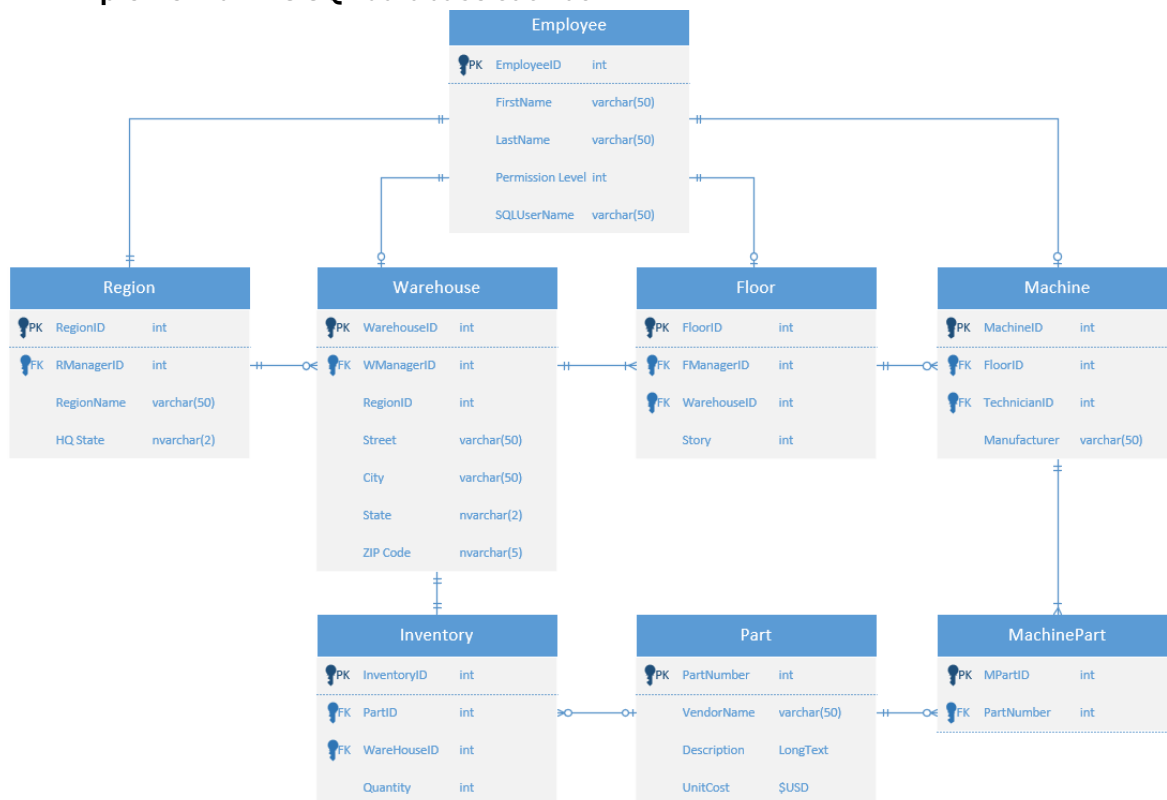 Employee
PK EmployeeID int
FirstName varchar(50)
LastName varchar(50)
Permission Level int
SQLUserName varchar(50)
Region
PK RegionID int
FK RManagerID int
RegionName varchar(50)
HQ State nvarchar(2)
Warehouse
PK WarehouseID int
FK WManagerID int
RegionID int
Street varchar(50)
City varchar(50)
State nvarchar(2)
ZIP Code nvarchar(5)
Floor
PK FloorID int
FK FManagerID int
FK WarehouseID int
Story int
Machine
PK MachineID int
FK FloorID int
FK TechnicianID int
Manufacturer varchar(50)
Inventory
PK InventoryID int
FK PartID int
FK WareHouseID int
Quantity int
Part
PK PartNumber int
VendorName varchar(50)
Description LongText
UnitCost $USD
MachinePart
PK MPartID int
FK PartNumber int